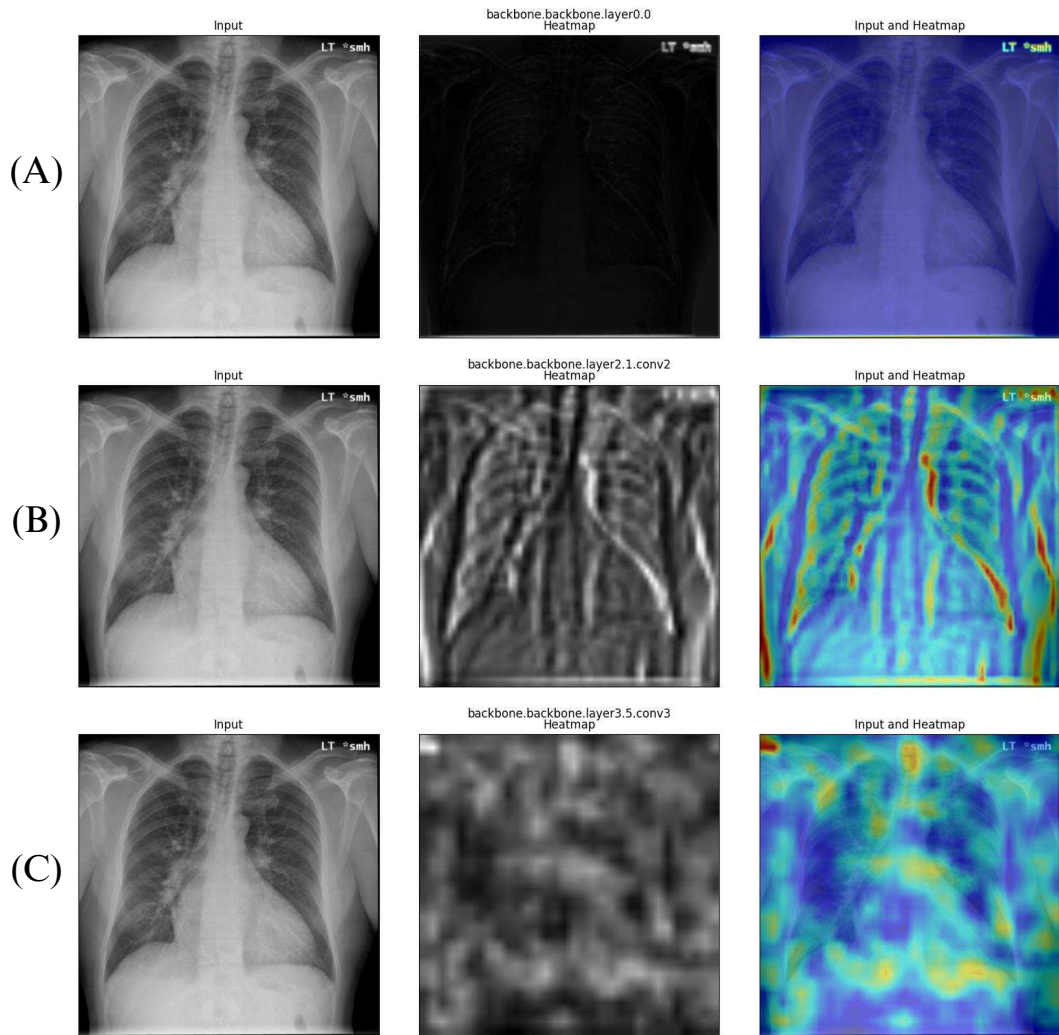 Input
backbone.backbone.layer0.0
Heatmap
Input and Heatmap
LT *smh
LT *smh
LT *smh
(A)
Input
backbone.backbone.layer2.1.conv2
Heatmap
Input and Heatmap
LT *smh
LT *smh
(B)
Input
backbone.backbone.layer3.5.conv3
Heatmap
Input and Heatmap
LT *smh
LT *smh
(C)